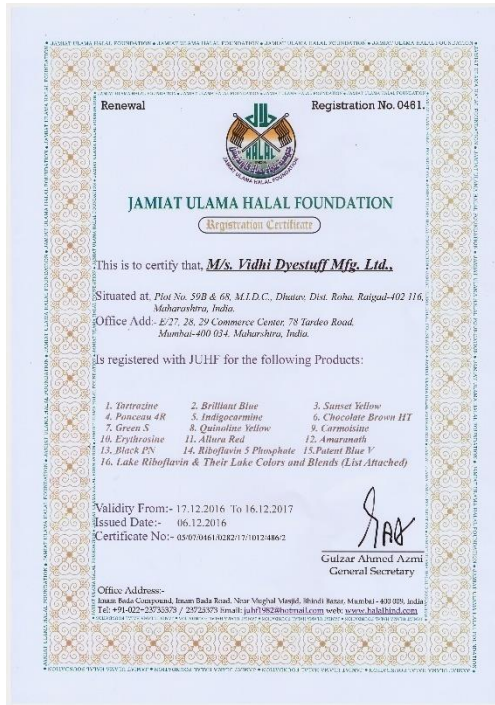 Renewal
Registration No. 0461.
HALAL
JAMIAT ULAMA HALAL FOUNDATION
JAMIAT ULAMA HALAL FOUNDATION
Registration Certificate
This is to certify that, M/s. Vidhi Dyestuff Mfg. Ltd.,
Situated at, Plot No. 59B & 68, M.I.D.C., Dhatav, Dist. Roha, Raigad-402 116,
Maharashtra, India.
Office Add:- E/27, 28, 29 Commerce Center, 78 Tardeo Road,
Mumbai-400 034, Maharshtra, India.
Is registered with JUHF for the following Products:
1. Tartrazine 2. Brilliant Blue 3. Sunset Yellow
4. Ponceau 4R 5. Indigocarmine 6. Chocolate Brown HT
7. Green S 8. Quinoline Yellow 9. Carmoisine
10. Erythrosine 11. Allura Red 12. Amaranath
13. Black PN 14. Riboflavin 5 Phosphate 15.Patent Blue V
16. Lake Riboflavin & Their Lake Colors and Blends (List Attached)
Validity From:- 17.12.2016 To 16.12.2017
Issued Date:- 06.12.2016
Certificate No:- 05/07/0461/0282/17/1012/486/2
Gulzar Ahmed Azmi
General Secretary
Office Address:-
Imam Bada Compound, Imam Bada Road, Near Mughal Masjid, Bhindi Bazar, Mumbai - 400 009, India
Tel: +91-022-23735373 / 23725373 Email: juhf1982@hotmail.com web: www.halalhind.com